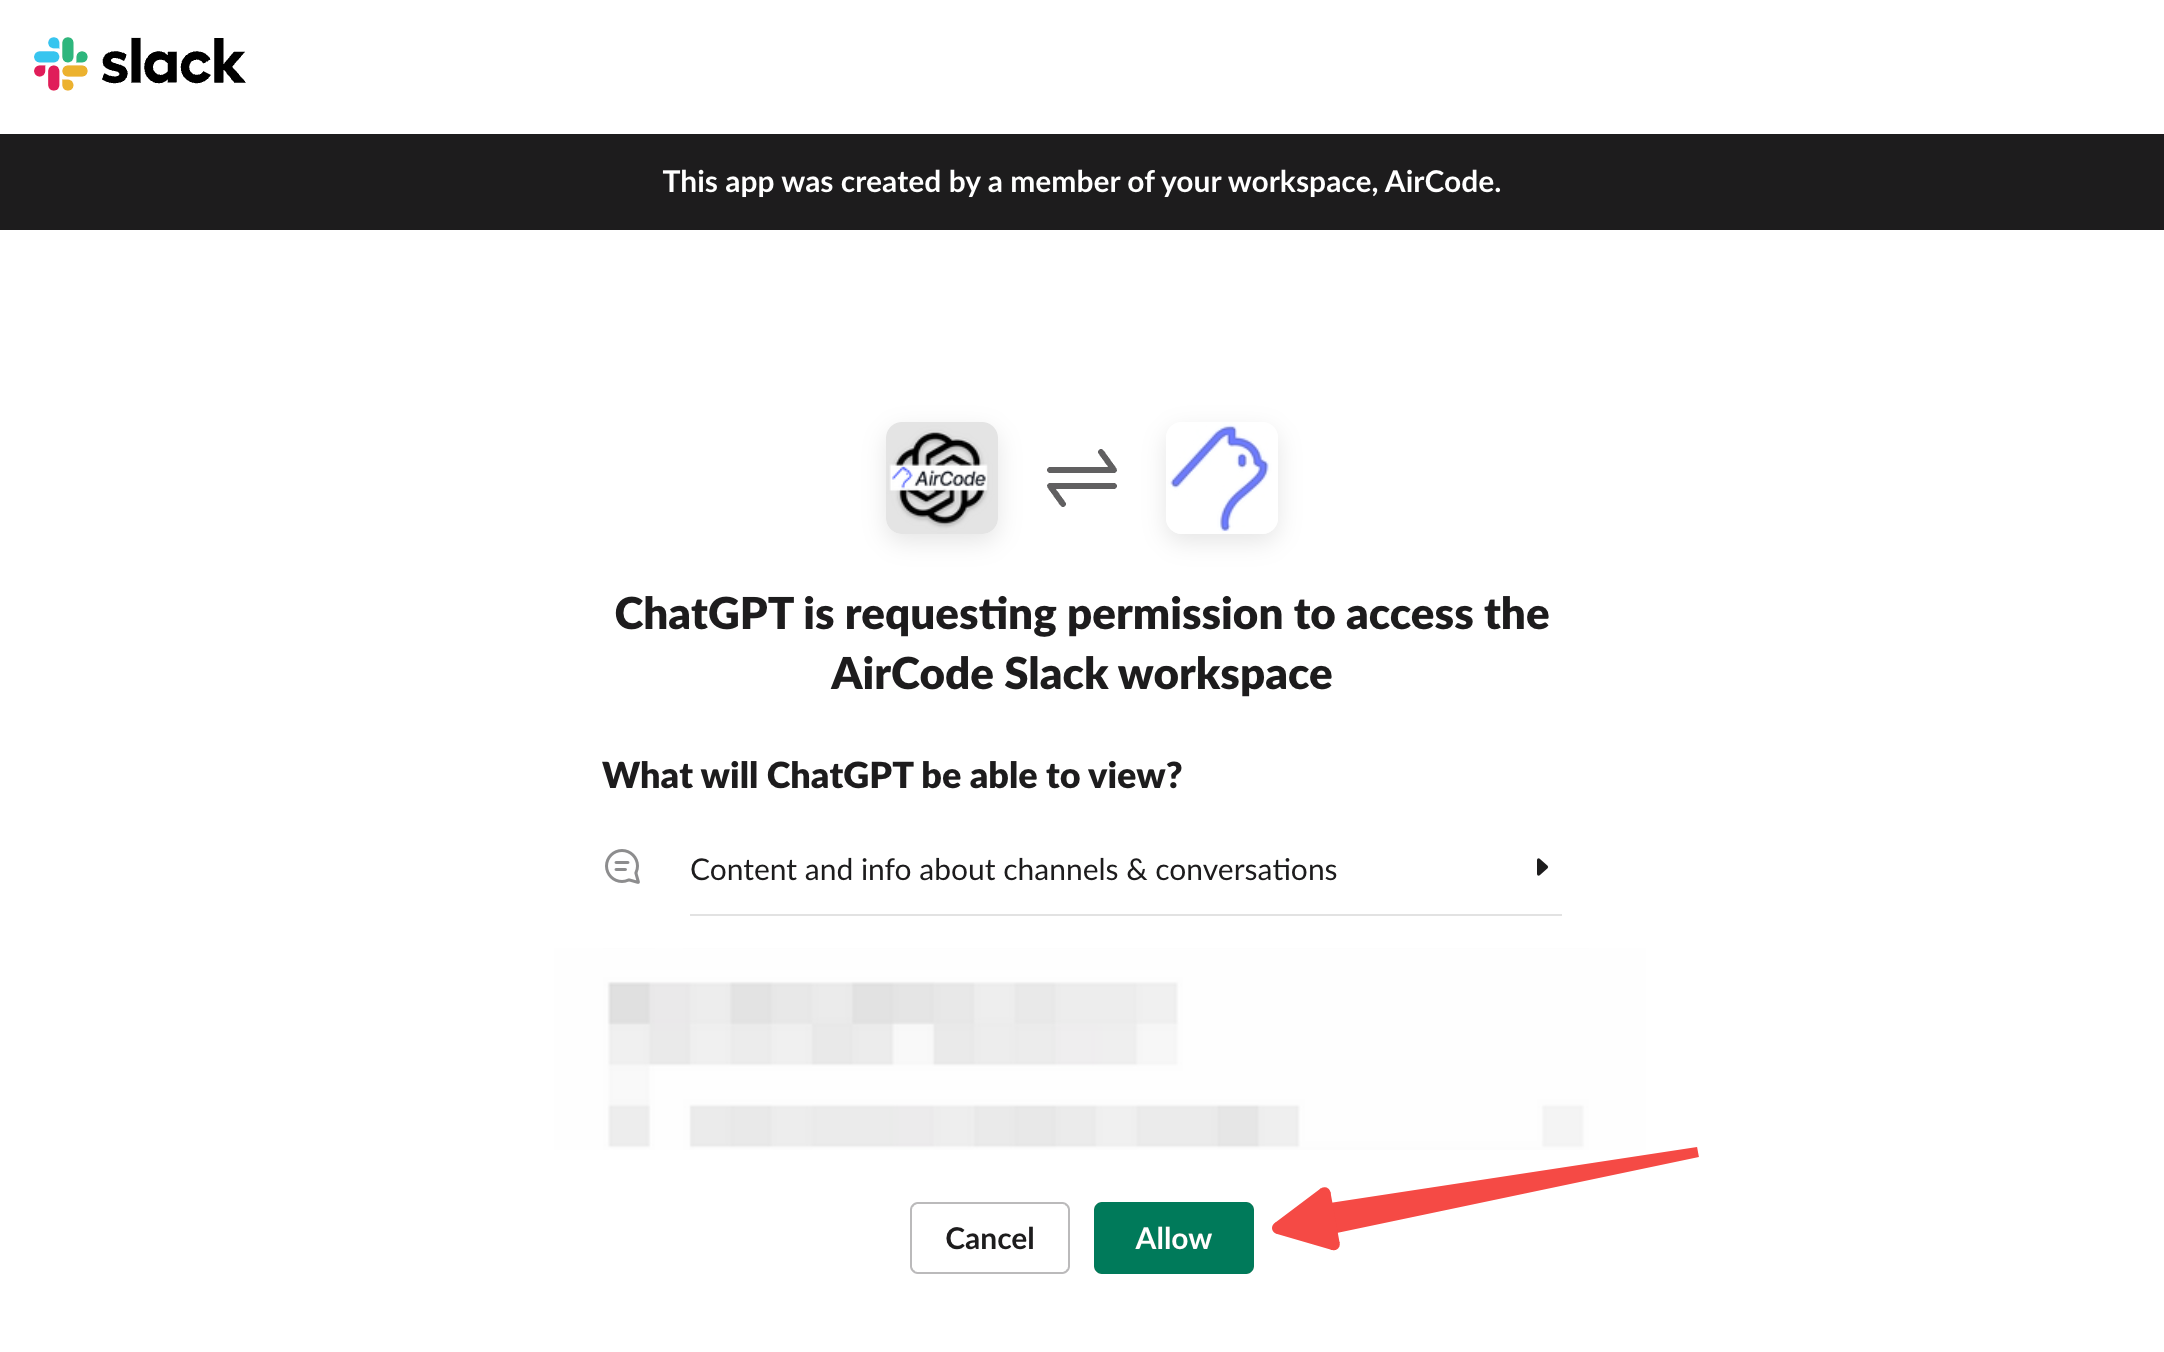 slack
This app was created by a member of your workspace, AirCode.
AirCode
ChatGPT is requesting permission to access the
AirCode Slack workspace
What will ChatGPT be able to view?
Content and info about channels & conversations
Cancel
Allow